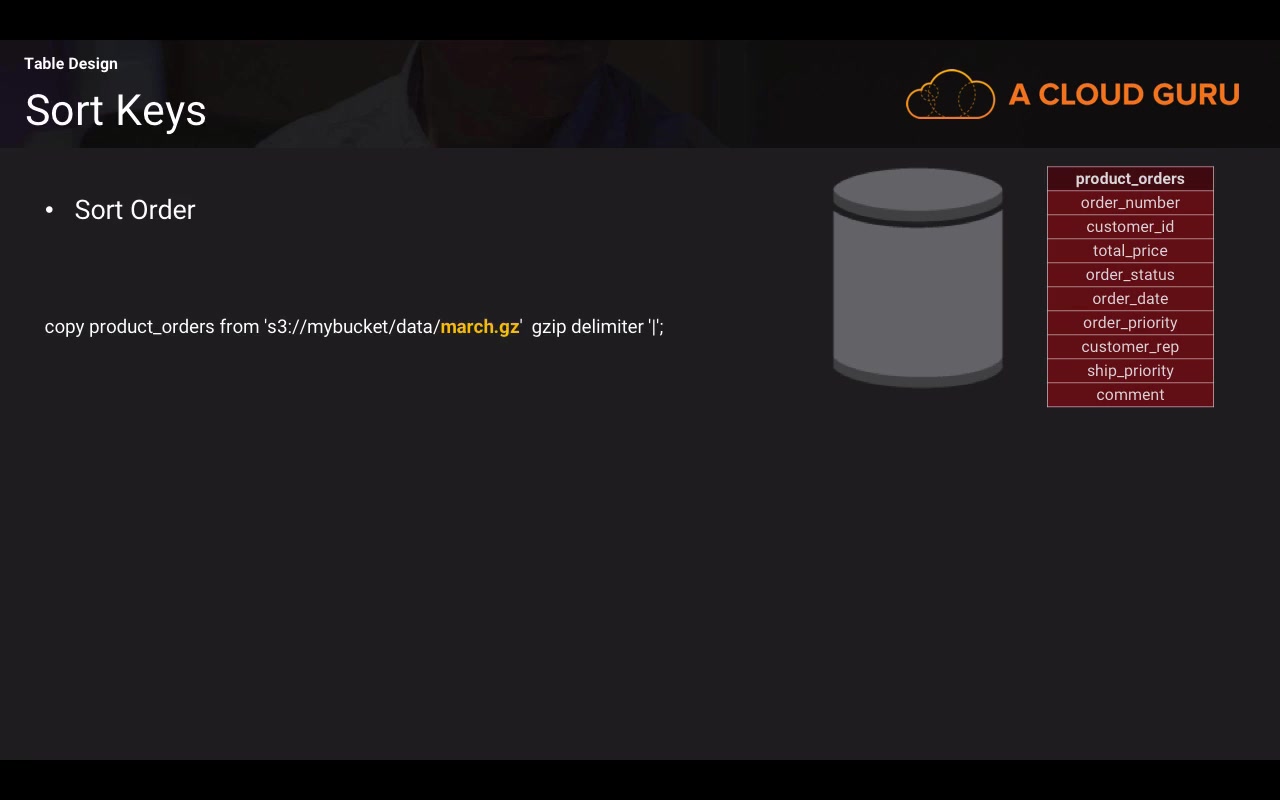 Table Design
Sort Keys
A CLOUD GURU
• Sort Order
copy product_orders from 's3://mybucket/data/march.gz'  gzip delimiter '|';
product_orders
order_number
customer_id
total_price
order_status
order_date
order_priority
customer_rep
ship_priority
comment